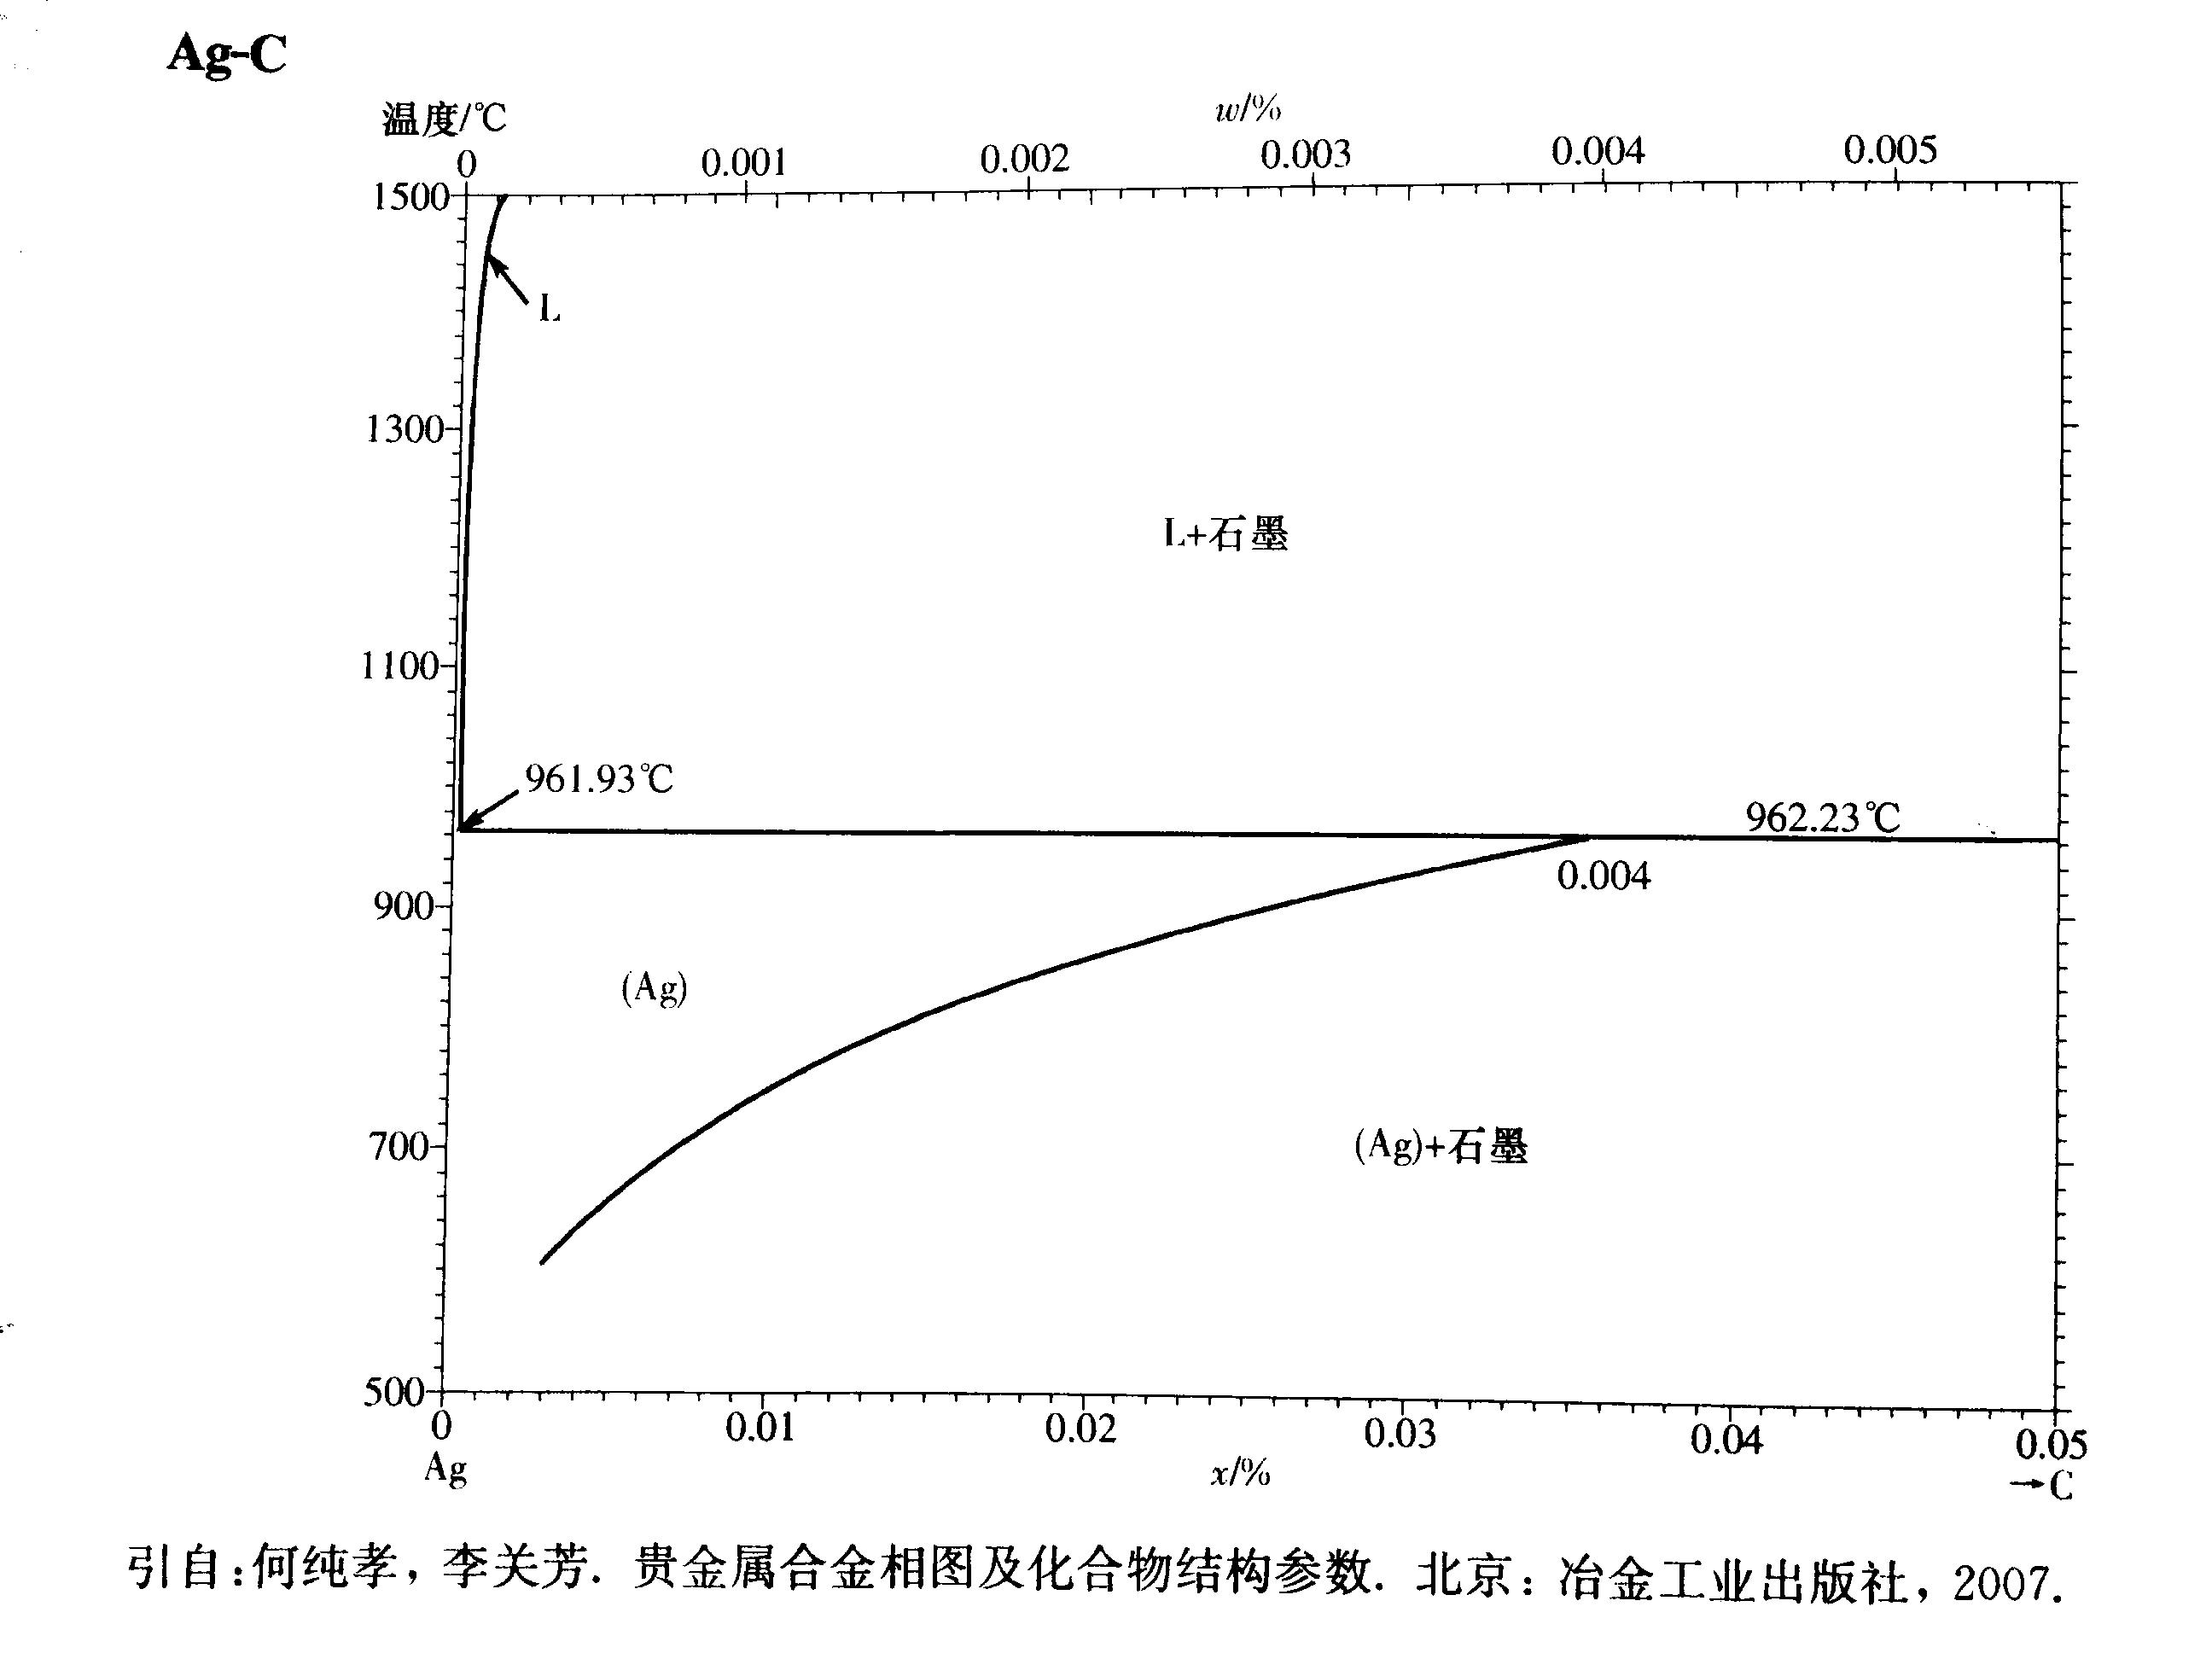 Ag-C
温度/℃
w/%
0 0.001 0.002 0.003 0.004 0.005
1500
L
1300
L+石墨
1100
961.93℃
962.23℃
0.004
900
(Ag)
(Ag)+石墨
700
500
0 0.01 0.02 0.03 0.04 0.05
Ag x/% →C
引自:何纯孝, 李关芳. 贵金属合金相图及化合物结构参数. 北京: 冶金工业出版社, 2007.